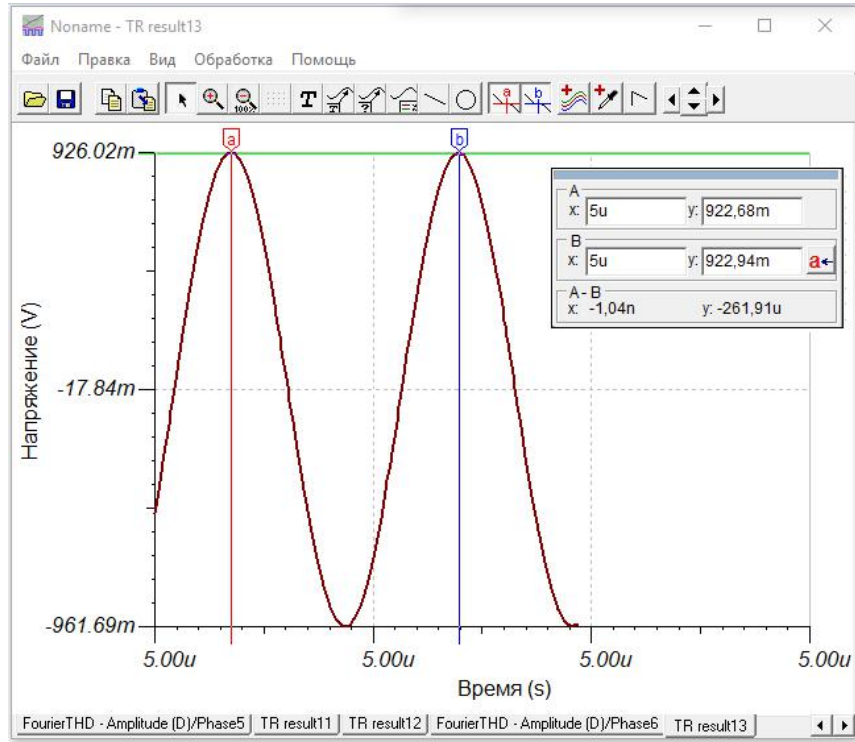 Noname - TR result13
Файл Правка Вид Обработка Помощь
100% T T ? a b
926.02m
a
b
A
x: 5u y: 922,68m
B
x: 5u y: 922,94m a
A - B
x: -1,04n y: -261,91u
Напряжение (V)
-17.84m
-961.69m
5.00u 5.00u 5.00u 5.00u
Время (s)
FourierTHD - Amplitude (D)/Phase5 TR result11 TR result12 FourierTHD - Amplitude (D)/Phase6 TR result13